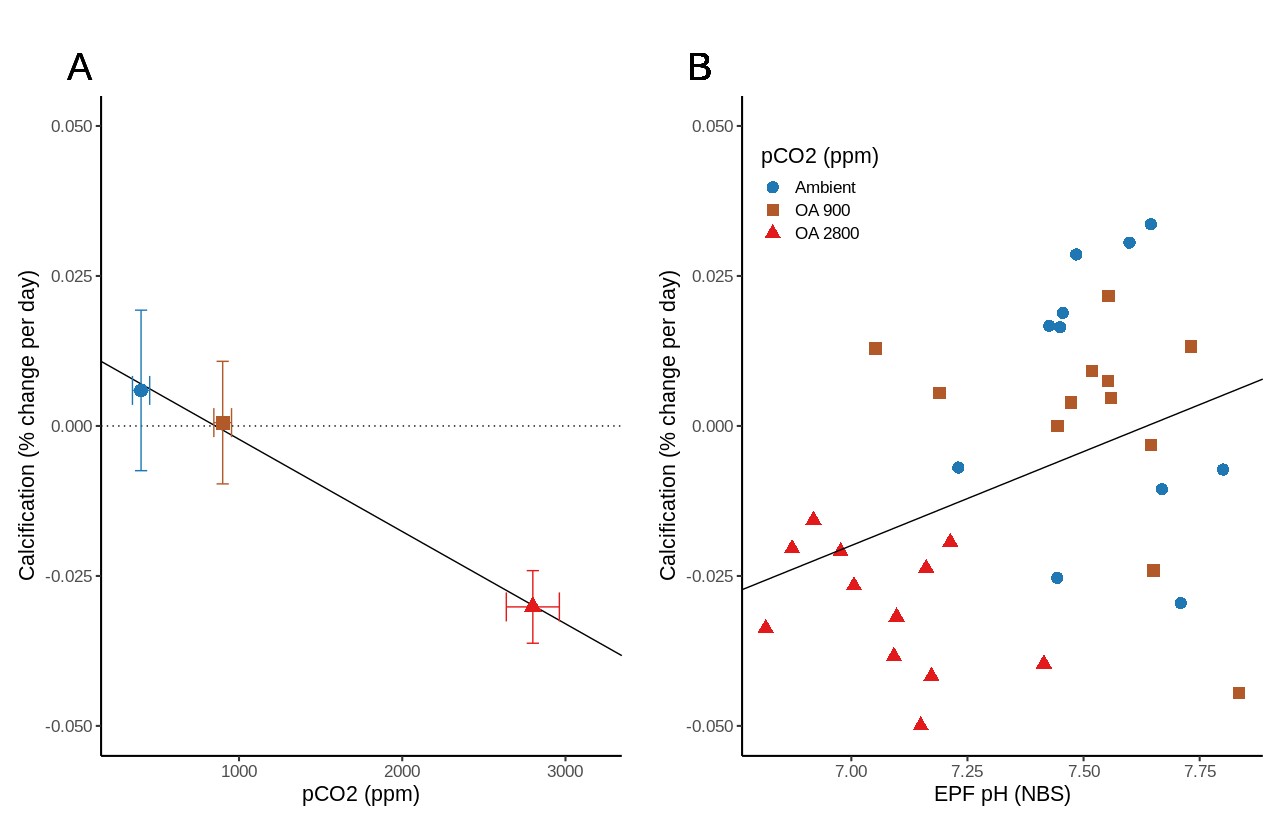 A
0.050
0.025
0.000
-0.025
-0.050
Calcification (% change per day)
1000 2000 3000
pCO2 (ppm)
B
0.050
0.025
0.000
-0.025
-0.050
Calcification (% change per day)
pCO2 (ppm)
Ambient
OA 900
OA 2800
7.00 7.25 7.50 7.75
EPF pH (NBS)